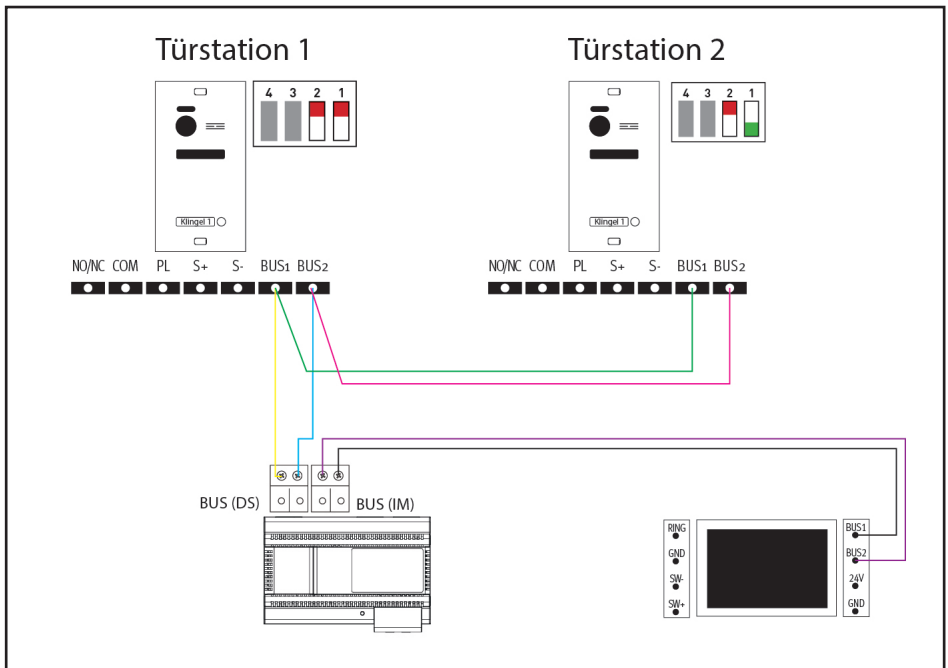 Türstation 1
Türstation 2
4 3 2 1
4 3 2 1
Klingel 1
Klingel 1
NO/NC COM PL S+ S- BUS1 BUS2
NO/NC COM PL S+ S- BUS1 BUS2
BUS (DS)
BUS (IM)
RING
GND
SW-
SW+
BUS1
BUS2
24V
GND